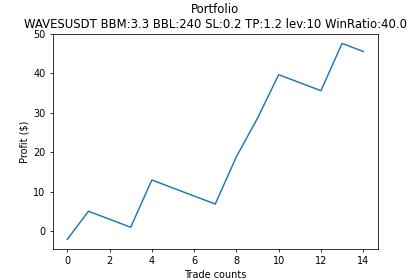 Portfolio
WAVESUSDT BBM:3.3 BBL:240 SL:0.2 TP:1.2 lev:10 WinRatio:40.0
50
40
30
20
10
0
Profit ($)
0 2 4 6 8 10 12 14
Trade counts